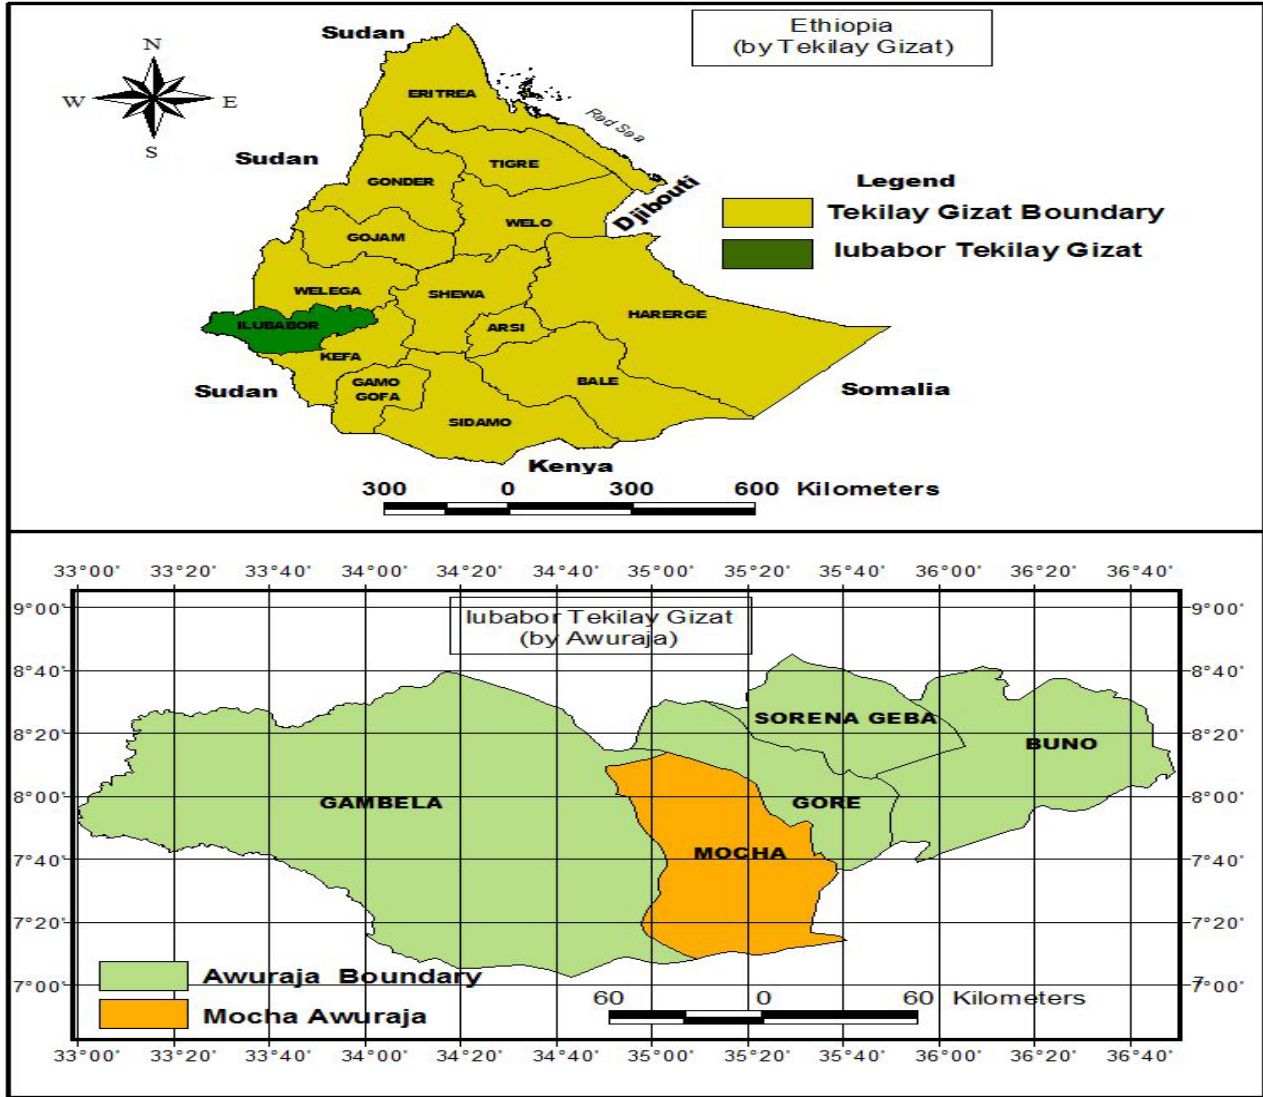 Ethiopia
(by Tekilay Gizat)
N
W E
S
Sudan
ERITREA
Red Sea
Sudan
TIGRE
GONDER
Djibouti
WELO
GOJAM
Legend
Tekilay Gizat Boundary
Iubabor Tekilay Gizat
WELEGA
SHEWA
HARERGE
ILUBABOR
ARSI
KEFA
Sudan
GAMO
GOFA
BALE
Somalia
SIDAMO
Kenya
300 0 300 600 Kilometers
33°00' 33°20' 33°40' 34°00' 34°20' 34°40' 35°00' 35°20' 35°40' 36°00' 36°20' 36°40'
Iubabor Tekilay Gizat
(by Awuraja)
9°00' 9°00'
8°40' 8°40'
8°20' 8°20'
8°00' 8°00'
7°40' 7°40'
7°20' 7°20'
7°00' 7°00'
SORENA GEBA
BUNO
GAMBELA
GORE
MOCHA
Awuraja Boundary
Mocha Awuraja
60 0 60 Kilometers
33°00' 33°20' 33°40' 34°00' 34°20' 34°40' 35°00' 35°20' 35°40' 36°00' 36°20' 36°40'